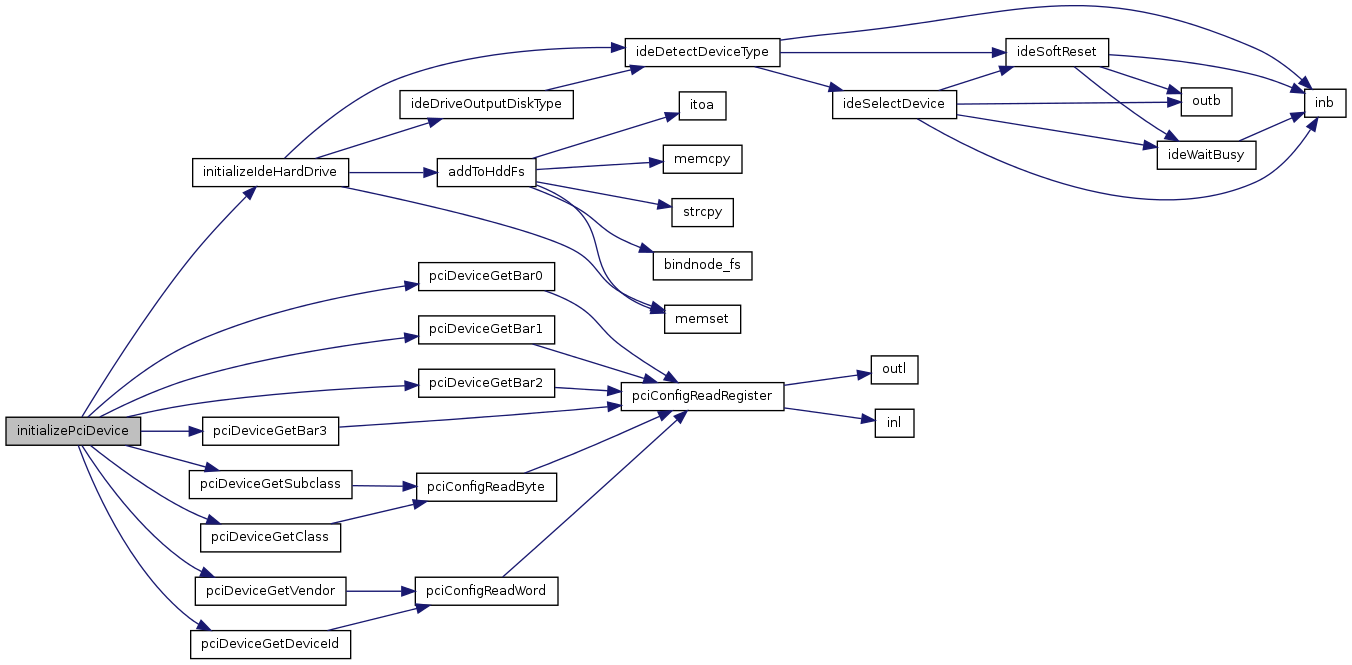 initializePciDevice
initializeIdeHardDrive
ideDetectDeviceType
ideDriveOutputDiskType
addToHddFs
itoa
memcpy
strcpy
bindnode_fs
memset
ideSoftReset
ideSelectDevice
outb
inb
ideWaitBusy
pciDeviceGetBar0
pciDeviceGetBar1
pciDeviceGetBar2
pciDeviceGetBar3
pciDeviceGetSubclass
pciDeviceGetClass
pciDeviceGetVendor
pciDeviceGetDeviceId
pciConfigReadByte
pciConfigReadWord
pciConfigReadRegister
outl
inl